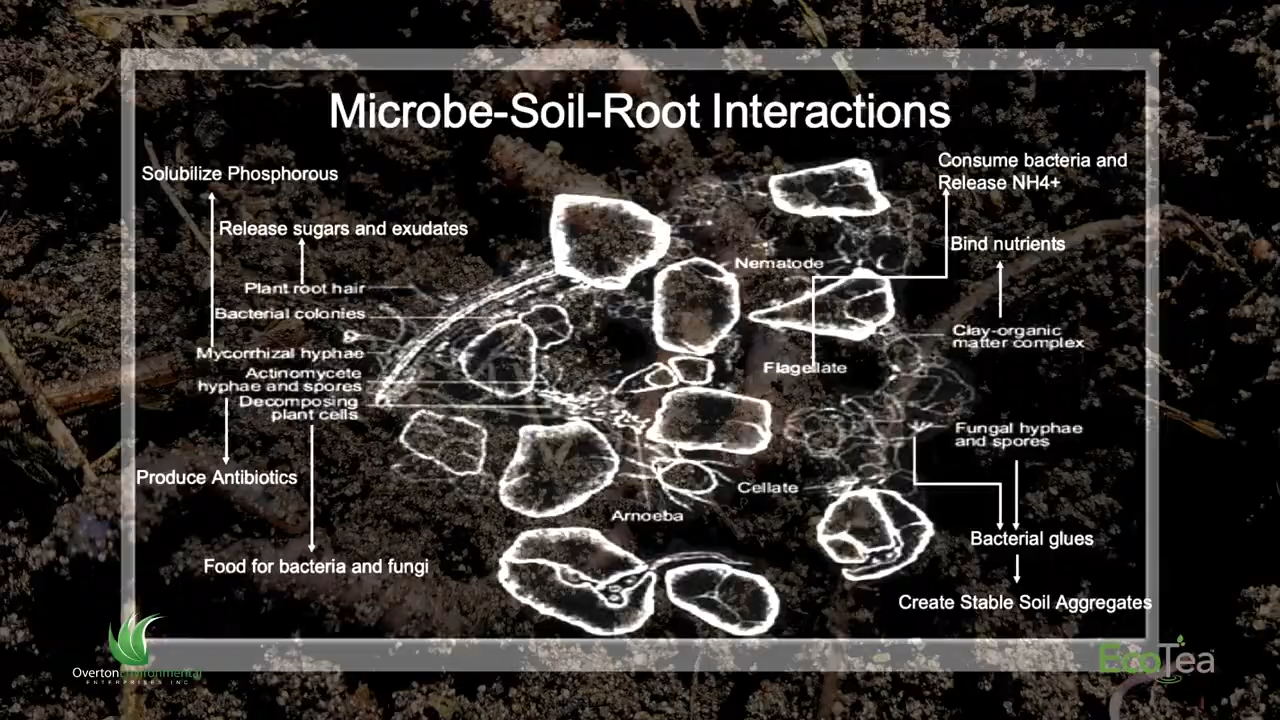 Microbe-Soil-Root Interactions
Solubilize Phosphorous
Release sugars and exudates
Plant root hair
Bacterial colonies
Mycorrhizal hyphae
Actinomycete
hyphae and spores
Decomposing
plant cells
Produce Antibiotics
Food for bacteria and fungi
Nematode
Flagellate
Cellate
Amoeba
Consume bacteria and
Release NH4+
Bind nutrients
Clay-organic
matter complex
Fungal hyphae
and spores
Bacterial glues
Create Stable Soil Aggregates
OvertonEnvironmental
ENTERPRISES INC
EcoTea